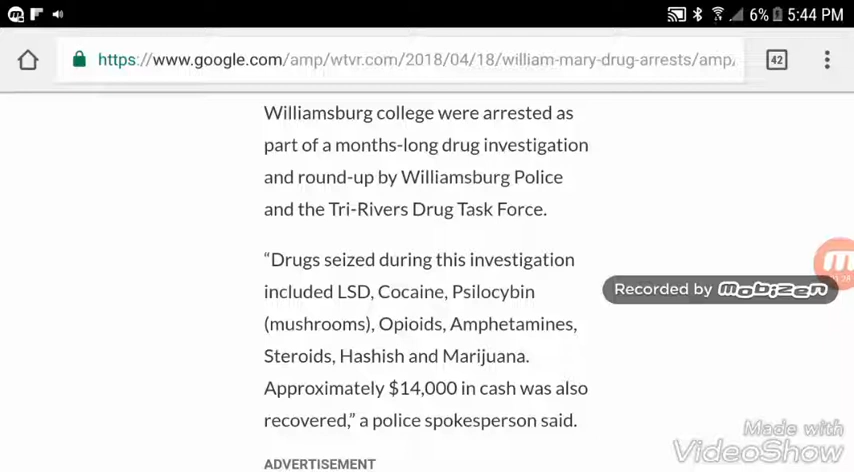 6% 5:44 PM
https://www.google.com/amp/wtvr.com/2018/04/18/william-mary-drug-arrests/amp/
42
Williamsburg college were arrested as
part of a months-long drug investigation
and round-up by Williamsburg Police
and the Tri-Rivers Drug Task Force.
“Drugs seized during this investigation
included LSD, Cocaine, Psilocybin
(mushrooms), Opioids, Amphetamines,
Steroids, Hashish and Marijuana.
Approximately $14,000 in cash was also
recovered,” a police spokesperson said.
ADVERTISEMENT
01:28
Recorded by mobizen
Made with
VideoShow